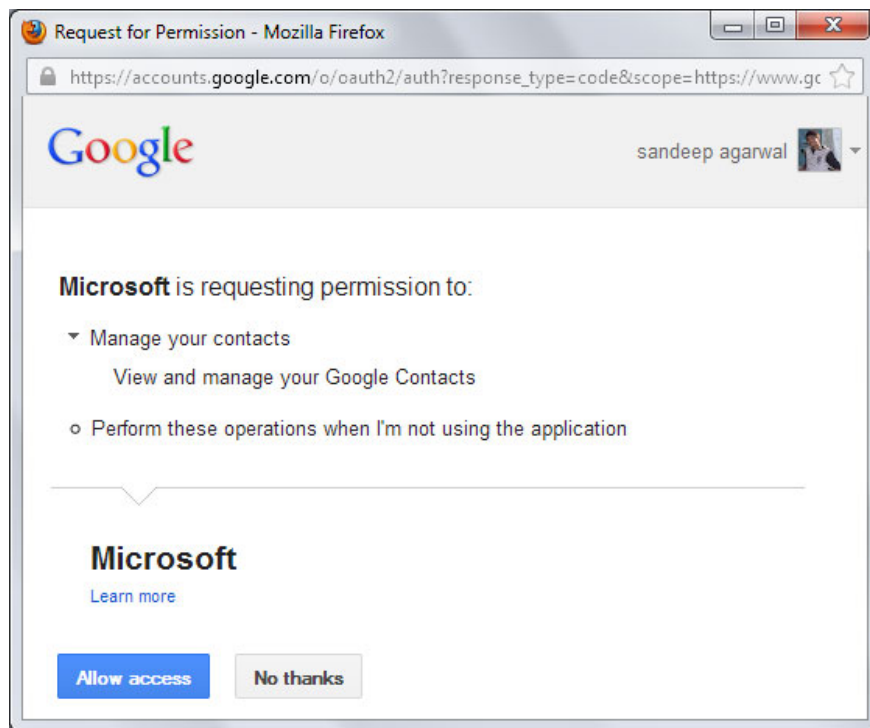 Request for Permission - Mozilla Firefox
https://accounts.google.com/o/oauth2/auth?response_type=code&scope=https://www.gc
Google
sandeep agarwal
Microsoft is requesting permission to:
Manage your contacts
View and manage your Google Contacts
Perform these operations when I'm not using the application
Microsoft
Learn more
Allow access No thanks